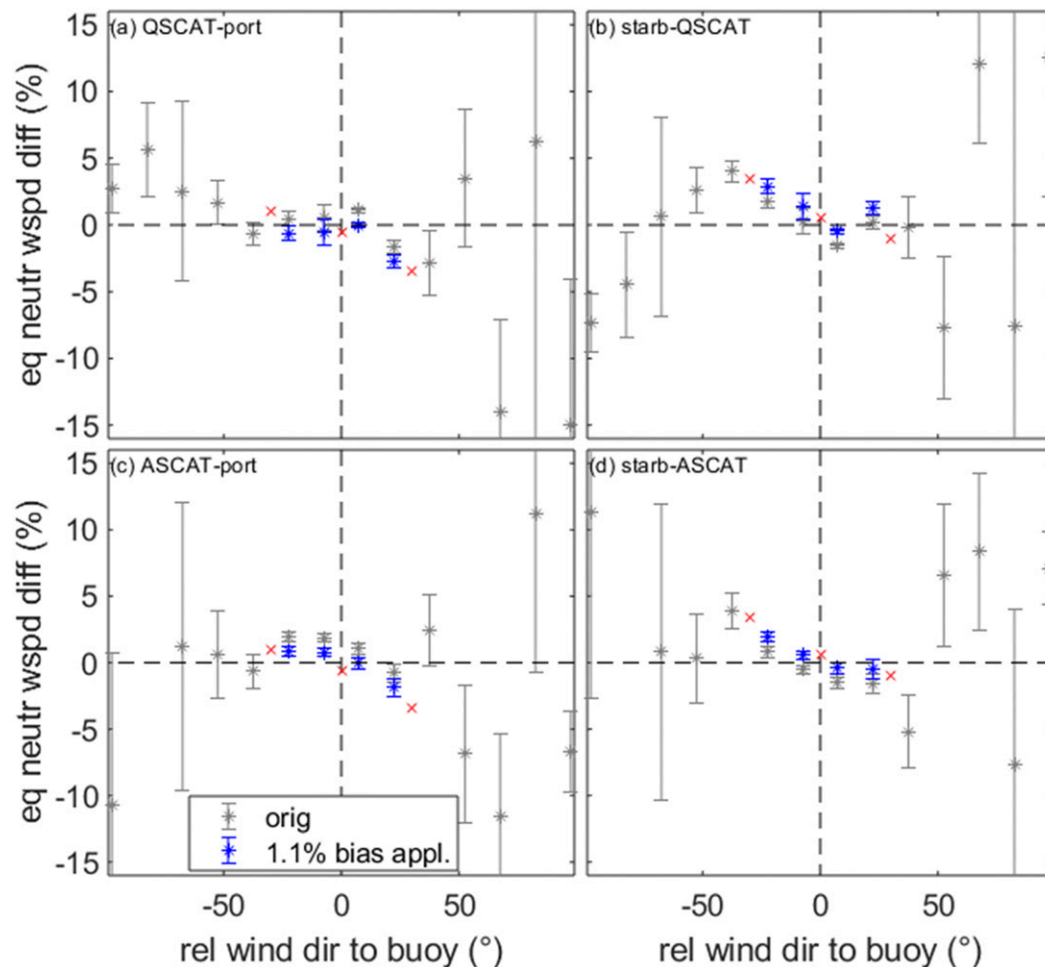 (a) QSCAT-port
(b) starb-QSCAT
15
10
5
0
-5
-10
-15
eq neutr wspd diff (%)
(c) ASCAT-port
(d) starb-ASCAT
15
10
5
0
-5
-10
-15
eq neutr wspd diff (%)
orig
1.1% bias appl.
-50 0 50
-50 0 50
rel wind dir to buoy (°)
rel wind dir to buoy (°)